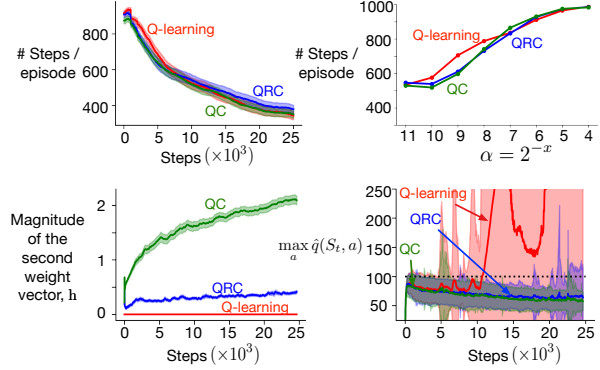 # Steps /
episode
800
600
400
Q-learning
QRC
QC
0
5
10
15
20
25
Steps (×10³)
# Steps /
episode
1000
800
600
400
Q-learning
QRC
QC
11
10
9
8
7
6
5
4
α = 2⁻ˣ
Magnitude
of the
second
weight
vector, h
2
1
0
QC
QRC
Q-learning
0
5
10
15
20
25
Steps (×10³)
max q̂(Sₜ, a)
a
250
200
150
100
50
Q-learning
QRC
QC
0
5
10
15
20
25
Steps (×10³)